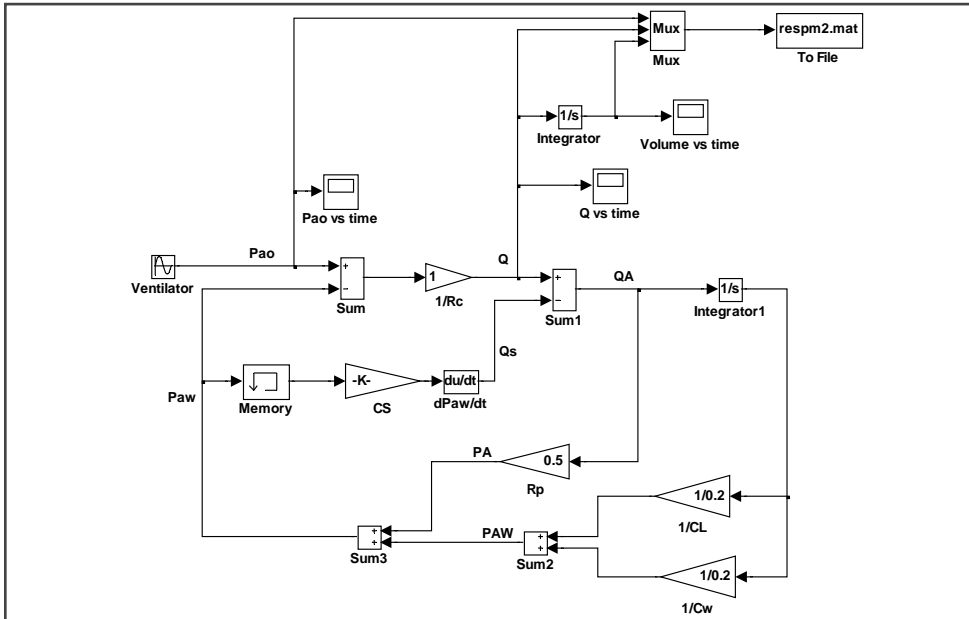 Mux
respm2.mat
Mux
To File
1/s
Integrator
Volume vs time
Pao vs time
Q vs time
Pao
Ventilator
+
−
Sum
1
1/Rc
Q
+
−
Sum1
QA
1/s
Integrator1
Qs
Paw
Memory
-K-
CS
du/dt
dPaw/dt
PA
0.5
Rp
1/0.2
1/CL
+
+
Sum3
PAW
+
+
Sum2
1/0.2
1/Cw